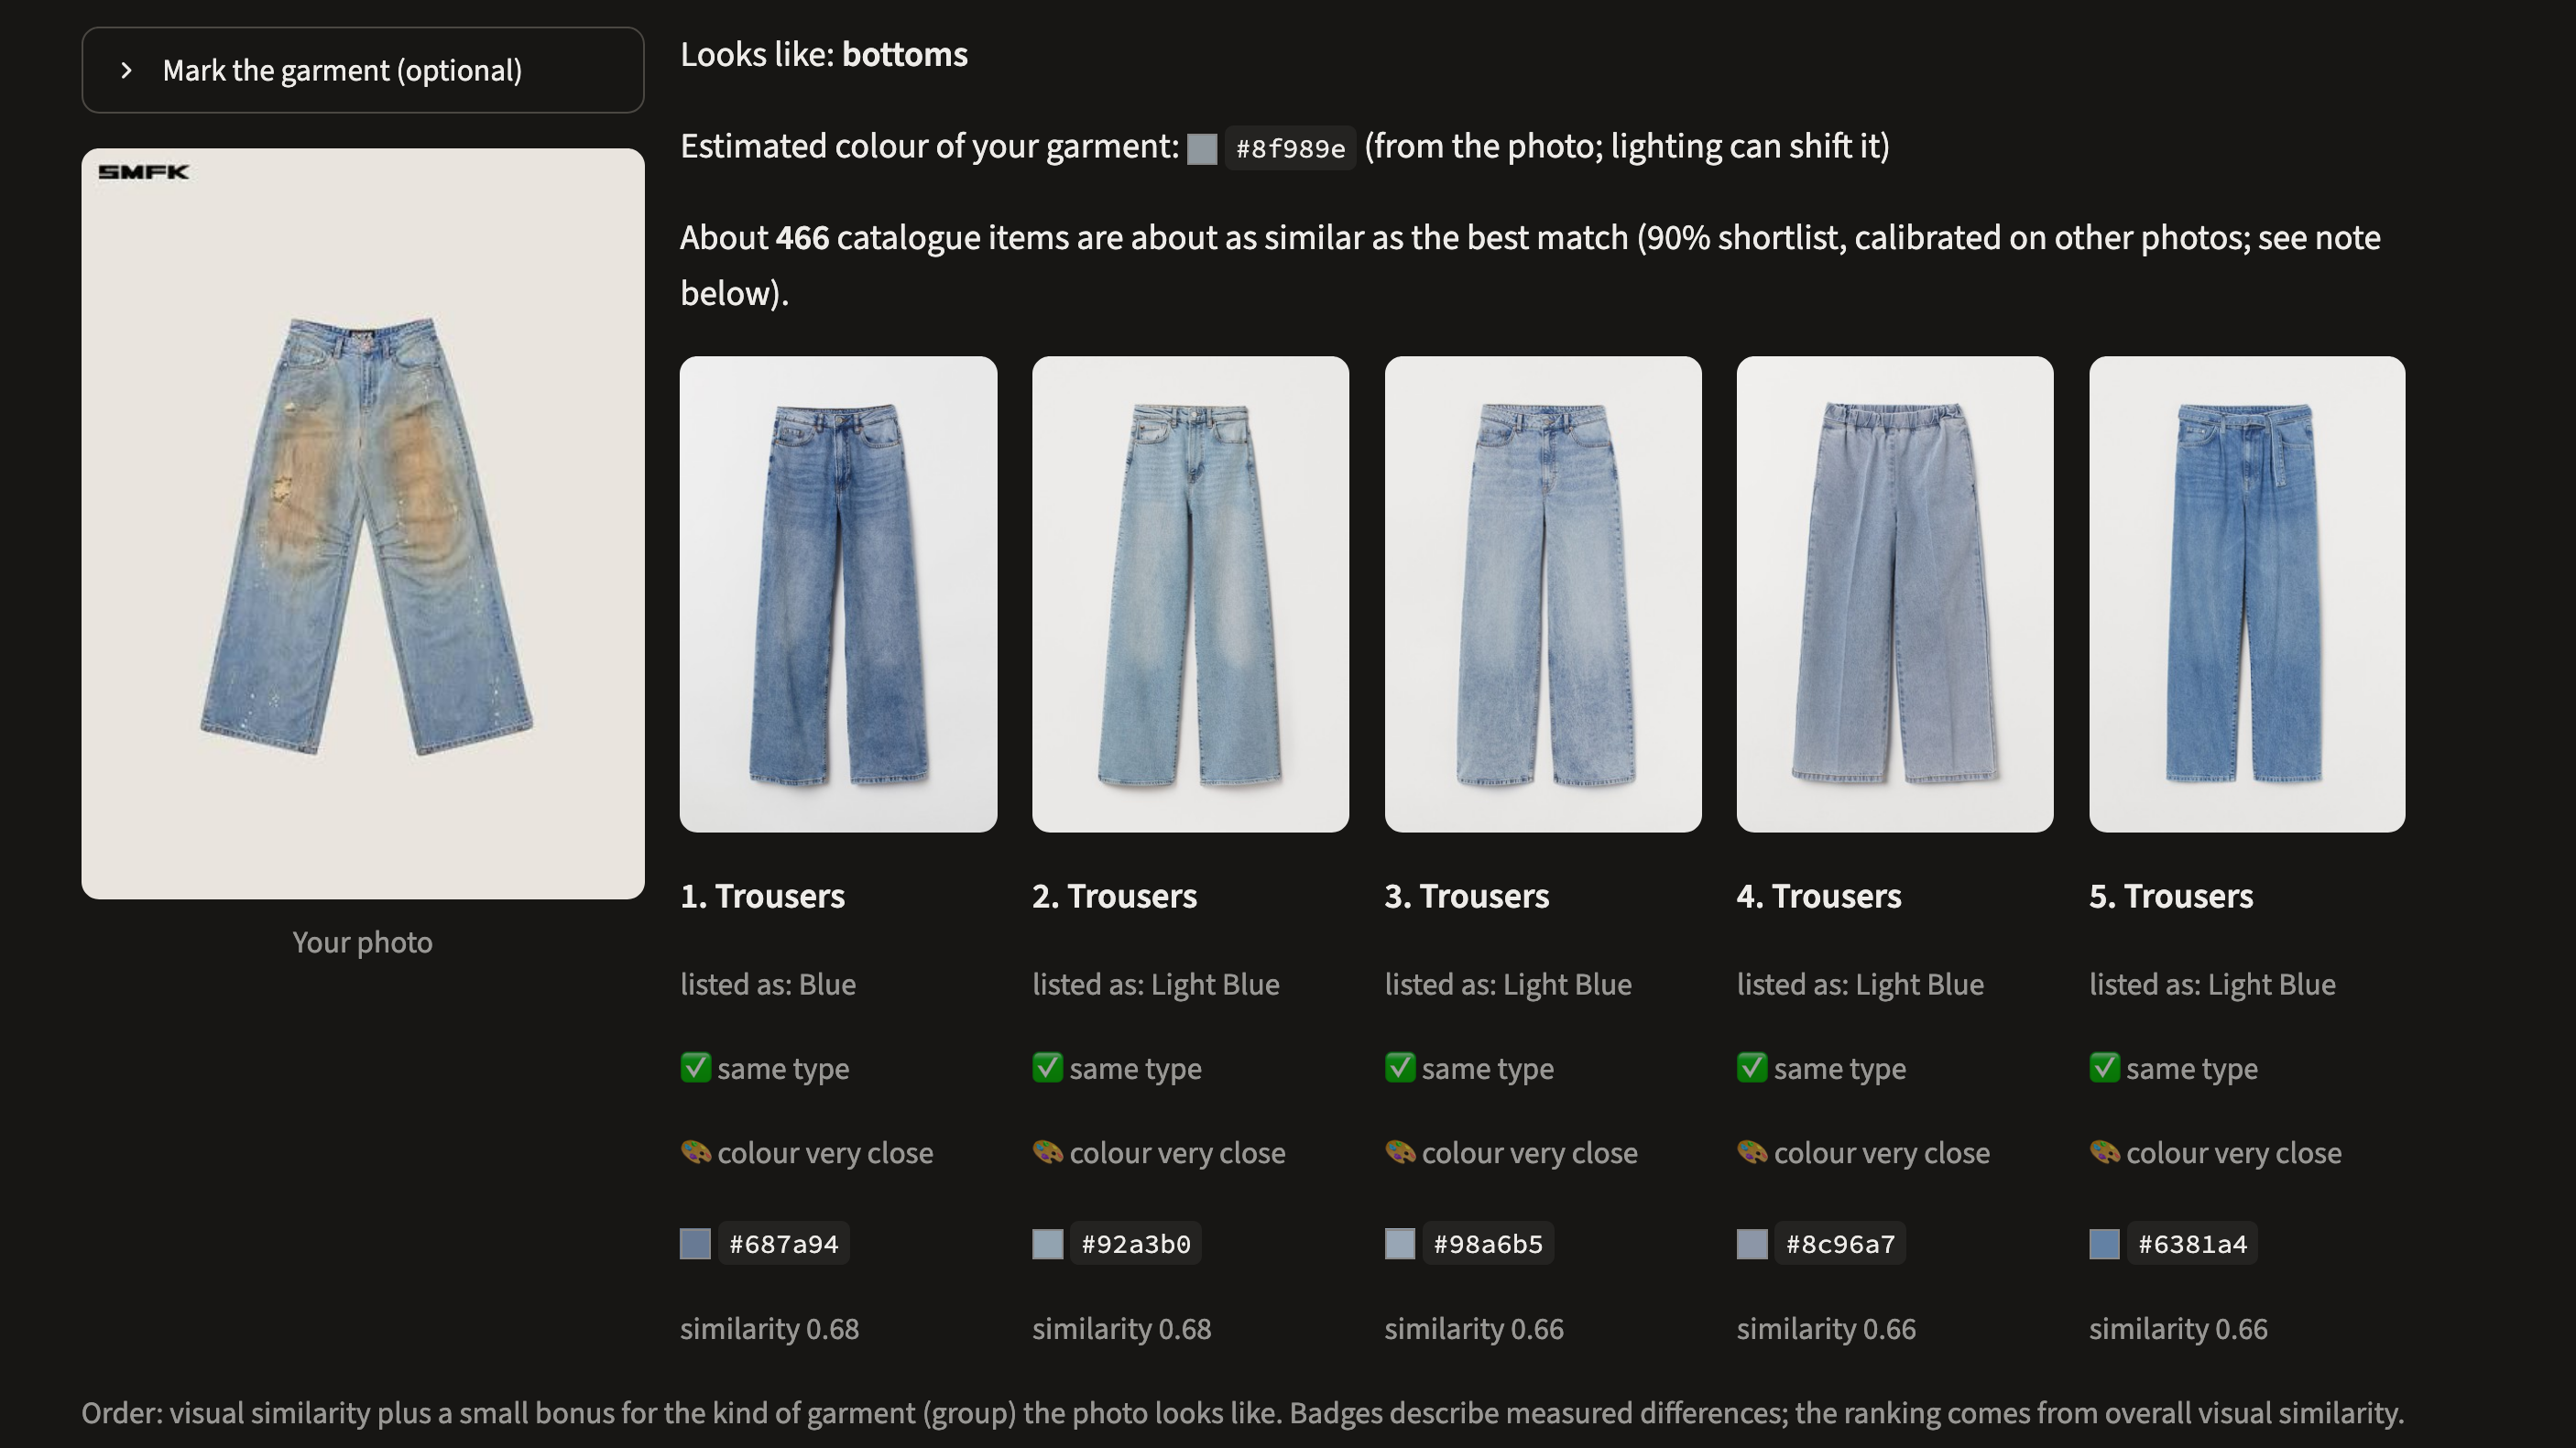 Mark the garment (optional)
SMFK
Your photo
Looks like: bottoms
Estimated colour of your garment: #8f989e (from the photo; lighting can shift it)
About 466 catalogue items are about as similar as the best match (90% shortlist, calibrated on other photos; see note
below).
1. Trousers
listed as: Blue
same type
colour very close
#687a94
similarity 0.68
2. Trousers
listed as: Light Blue
same type
colour very close
#92a3b0
similarity 0.68
3. Trousers
listed as: Light Blue
same type
colour very close
#98a6b5
similarity 0.66
4. Trousers
listed as: Light Blue
same type
colour very close
#8c96a7
similarity 0.66
5. Trousers
listed as: Light Blue
same type
colour very close
#6381a4
similarity 0.66
Order: visual similarity plus a small bonus for the kind of garment (group) the photo looks like. Badges describe measured differences; the ranking comes from overall visual similarity.